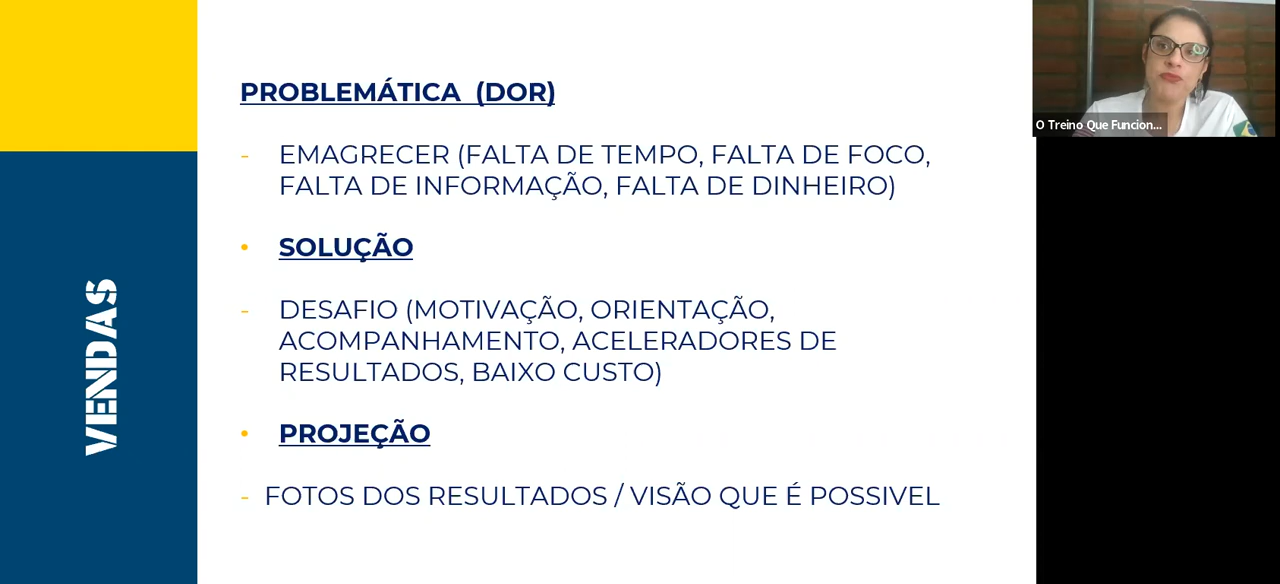 VENDAS
PROBLEMÁTICA (DOR)
- EMAGRECER (FALTA DE TEMPO, FALTA DE FOCO,
FALTA DE INFORMAÇÃO, FALTA DE DINHEIRO)
• SOLUÇÃO
- DESAFIO (MOTIVAÇÃO, ORIENTAÇÃO,
ACOMPANHAMENTO, ACELERADORES DE
RESULTADOS, BAIXO CUSTO)
• PROJEÇÃO
- FOTOS DOS RESULTADOS / VISÃO QUE É POSSIVEL
O Treino Que Funcion...